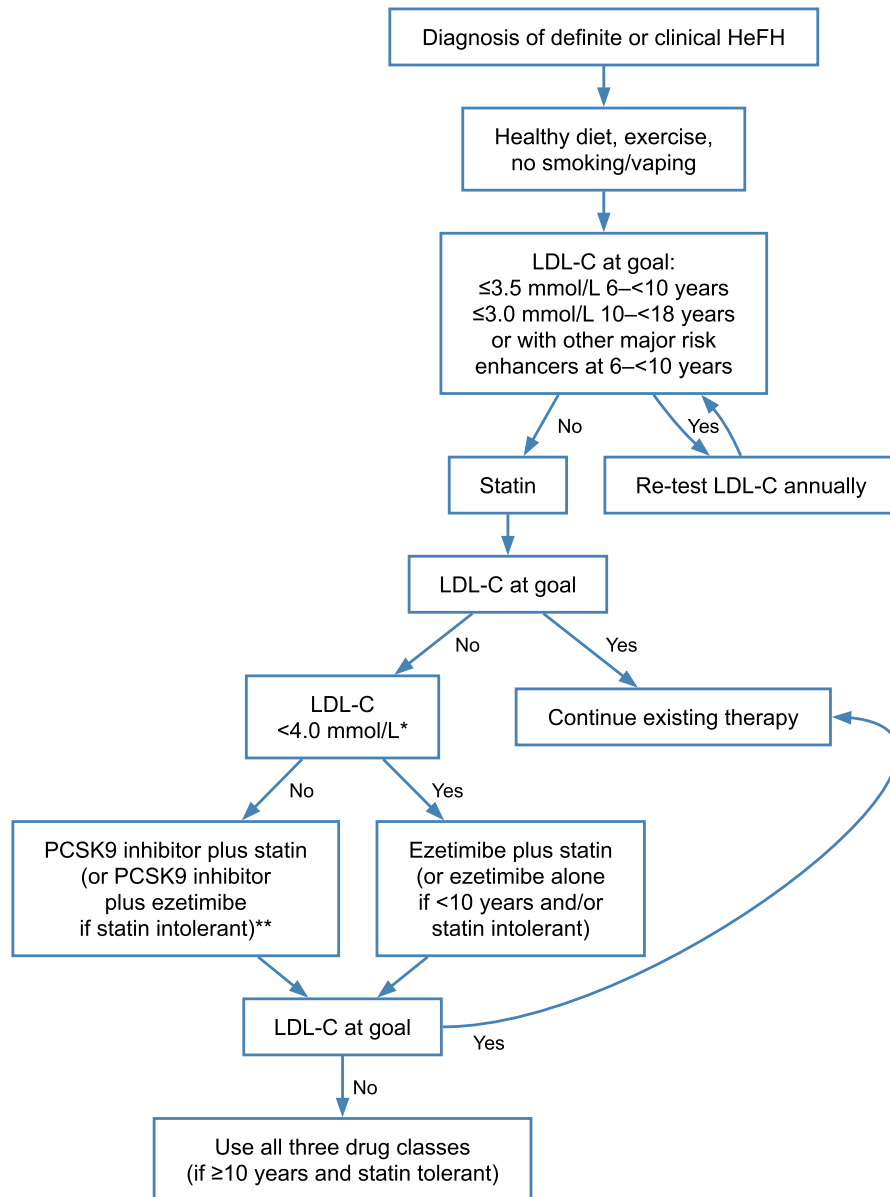 Diagnosis of definite or clinical HeFH
Healthy diet, exercise,
no smoking/vaping
LDL-C at goal:
≤3.5 mmol/L 6–<10 years
≤3.0 mmol/L 10–<18 years
or with other major risk
enhancers at 6–<10 years
No
Yes
Statin
Re-test LDL-C annually
LDL-C at goal
No
Yes
LDL-C
<4.0 mmol/L*
Continue existing therapy
No
Yes
PCSK9 inhibitor plus statin
(or PCSK9 inhibitor
plus ezetimibe
if statin intolerant)**
Ezetimibe plus statin
(or ezetimibe alone
if <10 years and/or
statin intolerant)
LDL-C at goal
Yes
No
Use all three drug classes
(if ≥10 years and statin tolerant)